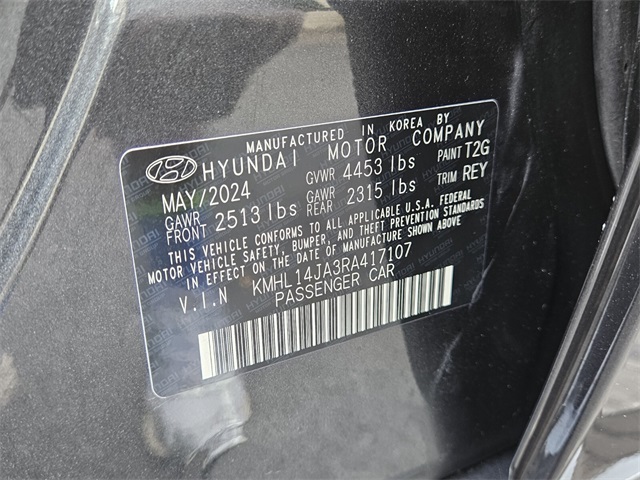 MANUFACTURED IN KOREA BY
HYUNDAI MOTOR COMPANY
MAY/2024 GVWR 4453 lbs PAINT T2G
GAWR FRONT 2513 lbs GAWR REAR 2315 lbs TRIM REY
THIS VEHICLE CONFORMS TO ALL APPLICABLE U.S.A. FEDERAL
MOTOR VEHICLE SAFETY, BUMPER, AND THEFT PREVENTION STANDARDS
IN EFFECT ON THE DATE OF MANUFACTURE SHOWN ABOVE
V.I.N KMHL14JA3RA417107
PASSENGER CAR